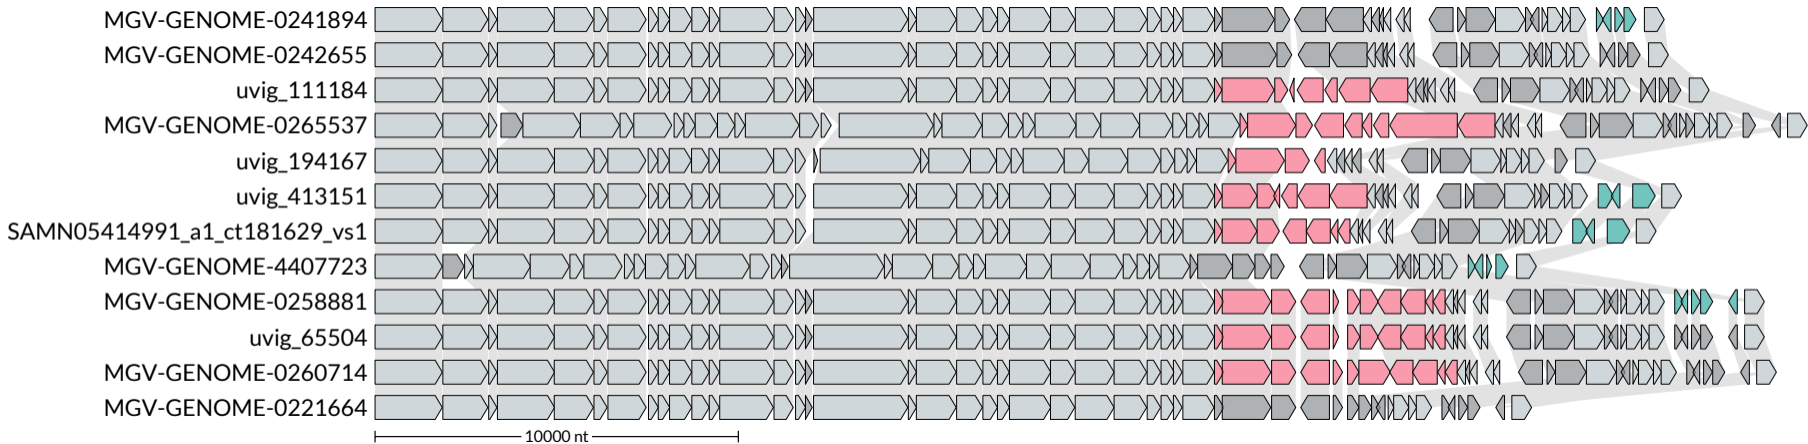 MGV-GENOME-0241894
MGV-GENOME-0242655
uvig_111184
MGV-GENOME-0265537
uvig_194167
uvig_413151
SAMN05414991_a1_ct181629_vs1
MGV-GENOME-4407723
MGV-GENOME-0258881
uvig_65504
MGV-GENOME-0260714
MGV-GENOME-0221664
10000 nt